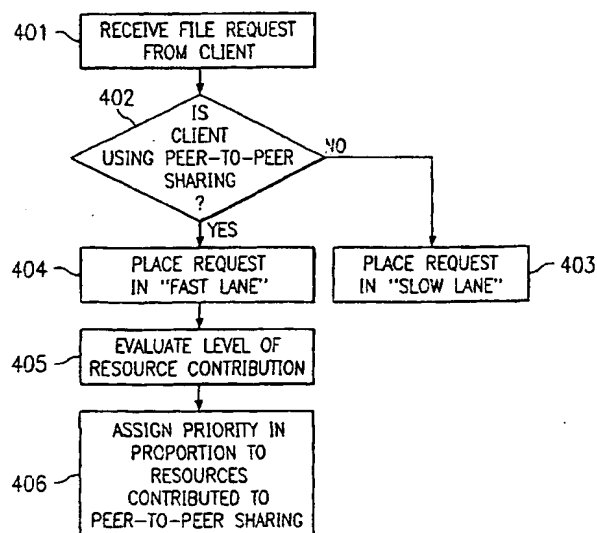 401
RECEIVE FILE REQUEST
FROM CLIENT
402
IS
CLIENT
USING PEER-TO-PEER
SHARING
?
NO
YES
404
PLACE REQUEST
IN "FAST LANE"
PLACE REQUEST
IN "SLOW LANE"
403
405
EVALUATE LEVEL OF
RESOURCE CONTRIBUTION
406
ASSIGN PRIORITY IN
PROPORTION TO
RESOURCES
CONTRIBUTED TO
PEER-TO-PEER SHARING